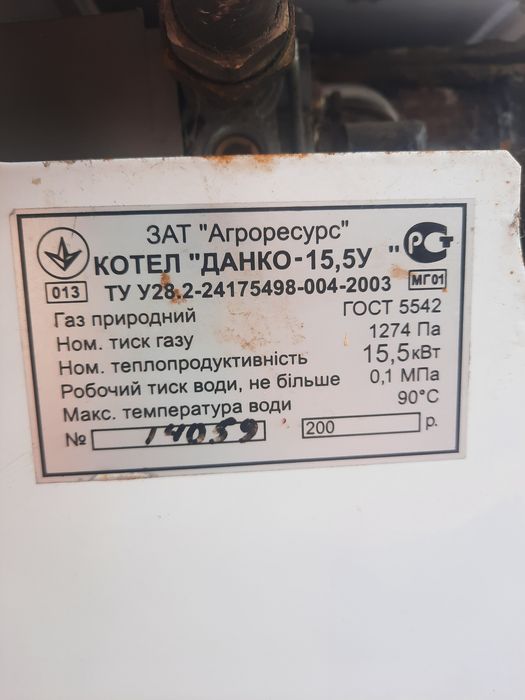 ЗАТ "Агроресурс"
КОТЕЛ "ДАНКО-15,5У "
013 ТУ У28.2-24175498-004-2003 МГ01
Газ природний ГОСТ 5542
Ном. тиск газу 1274 Па
Ном. теплопродуктивність 15,5кВт
Робочий тиск води, не більше 0,1 МПа
Макс. температура води 90°С
№ 14059 200 р.